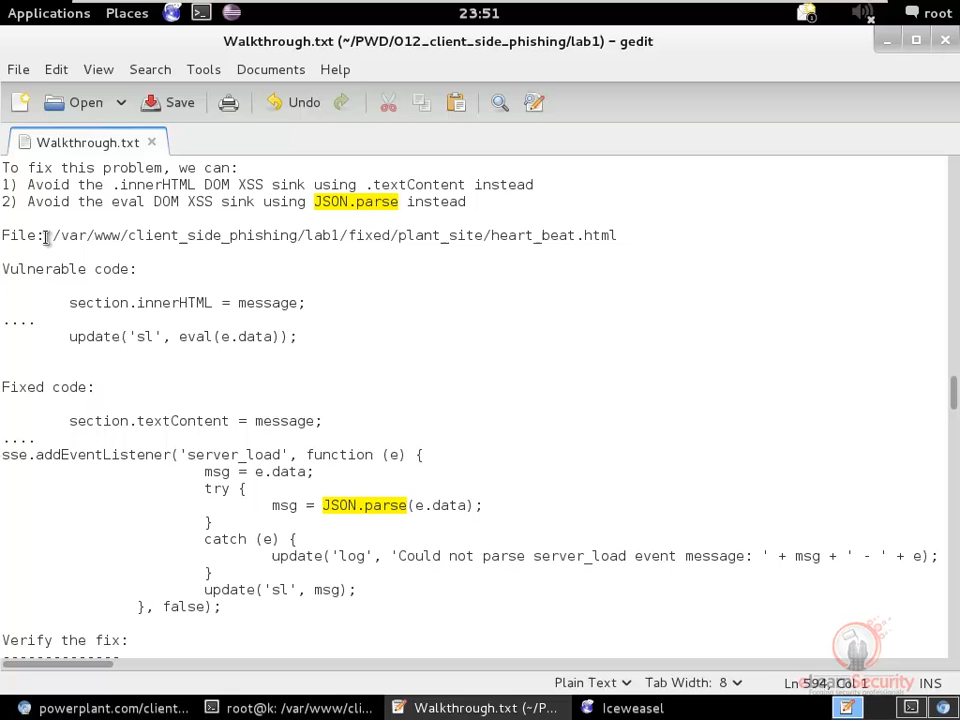 Applications Places 23:51 root
Walkthrough.txt (~/PWD/012_client_side_phishing/lab1) - gedit
File Edit View Search Tools Documents Help
Open Save Undo
Walkthrough.txt
To fix this problem, we can:
1) Avoid the .innerHTML DOM XSS sink using .textContent instead
2) Avoid the eval DOM XSS sink using JSON.parse instead
File: /var/www/client_side_phishing/lab1/fixed/plant_site/heart_beat.html
Vulnerable code:
section.innerHTML = message;
....
update('sl', eval(e.data));
Fixed code:
section.textContent = message;
....
sse.addEventListener('server_load', function (e) {
msg = e.data;
try {
msg = JSON.parse(e.data);
}
catch (e) {
update('log', 'Could not parse server_load event message: ' + msg + ' - ' + e);
}
update('sl', msg);
}, false);
Verify the fix:
--------------
eLearnSecurity
Forging security professionals
Plain Text Tab Width: 8 Ln 594, Col 1 INS
powerplant.com/client... root@k: /var/www/cli... Walkthrough.txt (~/P... Iceweasel